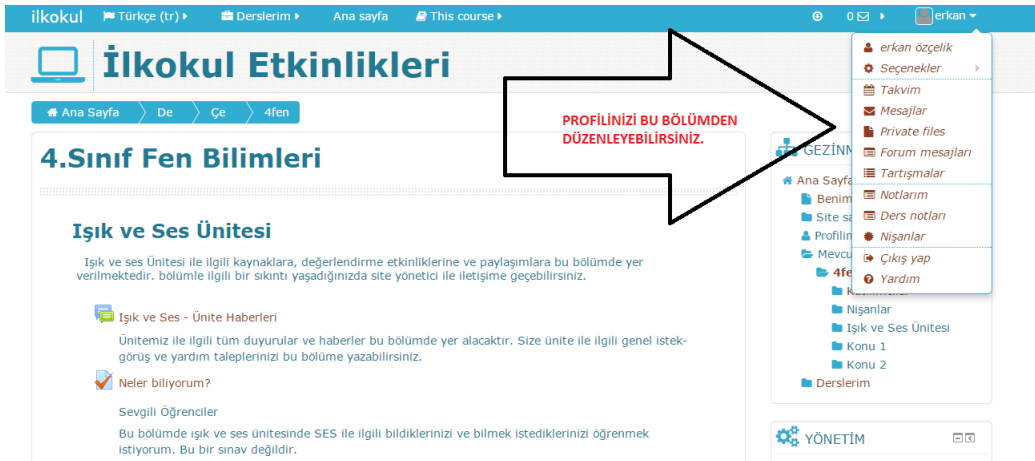 ilkokul Türkçe (tr) Derslerim Ana sayfa This course 0 erkan
İlkokul Etkinlikleri
Ana Sayfa De Çe 4fen
PROFİLİNİZİ BU BÖLÜMDEN
DÜZENLEYEBİLİRSİNİZ.
erkan özçelik
Seçenekler
Takvim
Mesajlar
Private files
Forum mesajları
Tartışmalar
Notlarım
Ders notları
Nişanlar
Çıkış yap
Yardım
4.Sınıf Fen Bilimleri
Işık ve Ses Ünitesi
Işık ve ses Ünitesi ile ilgili kaynaklara, değerlendirme etkinliklerine ve paylaşımlara bu bölümde yer
verilmektedir. bölümle ilgili bir sıkıntı yaşadığınızda site yönetici ile iletişime geçebilirsiniz.
Işık ve Ses - Ünite Haberleri
Ünitemiz ile ilgili tüm duyurular ve haberler bu bölümde yer alacaktır. Size ünite ile ilgili genel istek-
görüş ve yardım taleplerinizi bu bölüme yazabilirsiniz.
Neler biliyorum?
Sevgili Öğrenciler
Bu bölümde ışık ve ses ünitesinde SES ile ilgili bildiklerinizi ve bilmek istediklerinizi öğrenmek
istiyorum. Bu bir sınav değildir.
GEZİN
Ana Sayfa
Benim
Site
Profilin
Mevcu
4fe
Nişanlar
Işık ve Ses Ünitesi
Konu 1
Konu 2
Derslerim
YÖNETİM